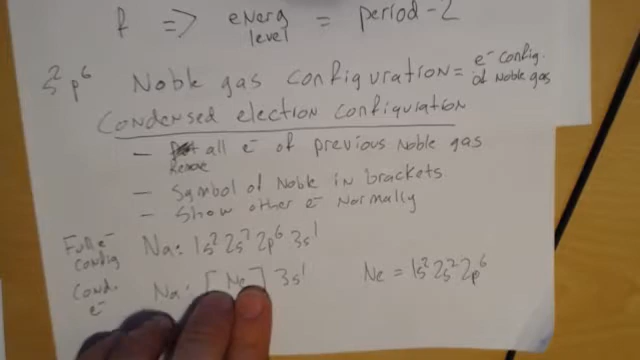 f => energ level = period - 2
s² p⁶ Noble gas configuration = e⁻ config. of Noble gas
Condensed election configuration
- Remove all e⁻ of previous Noble gas
- Symbol of Noble in brackets
- Show other e⁻ Normally
Full e⁻ config Na: 1s² 2s² 2p⁶ 3s¹
Cond. e⁻ Na: [Ne] 3s¹ Ne = 1s² 2s² 2p⁶